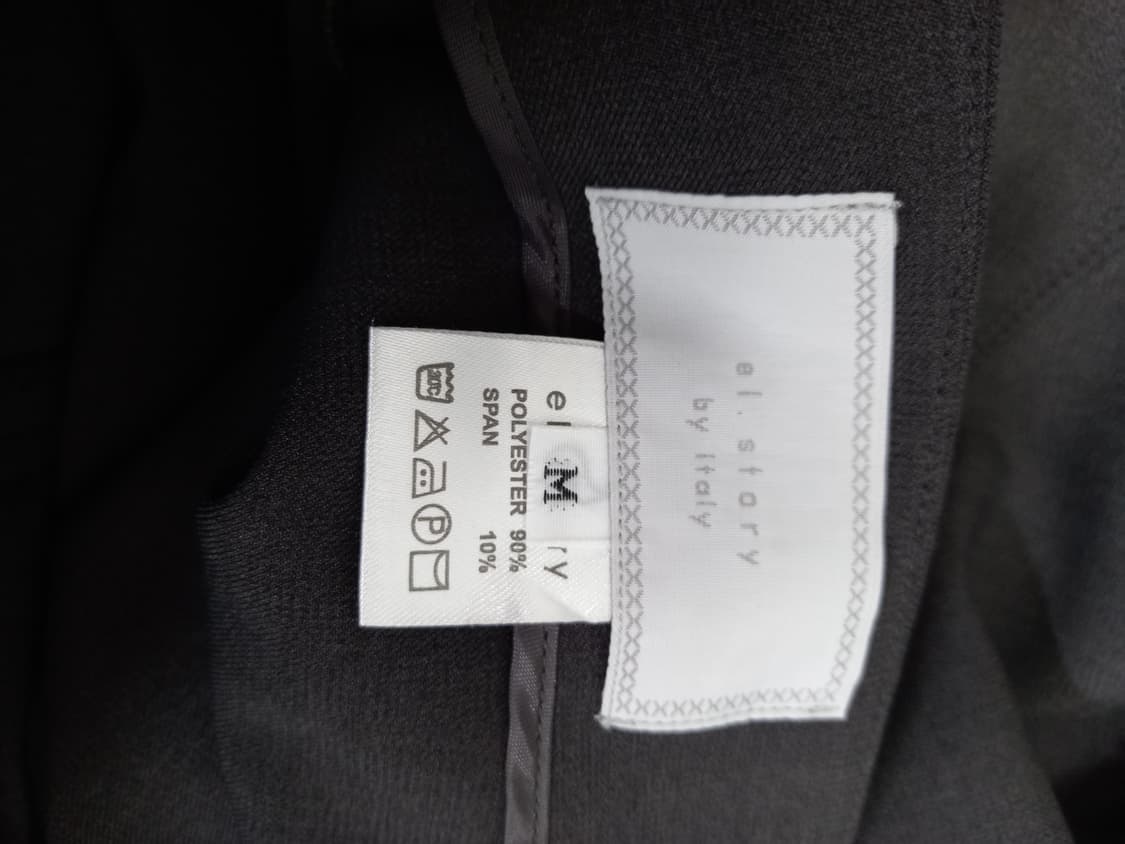 el. story
by Italy
el M ry
POLYESTER 90%
SPAN 10%
P